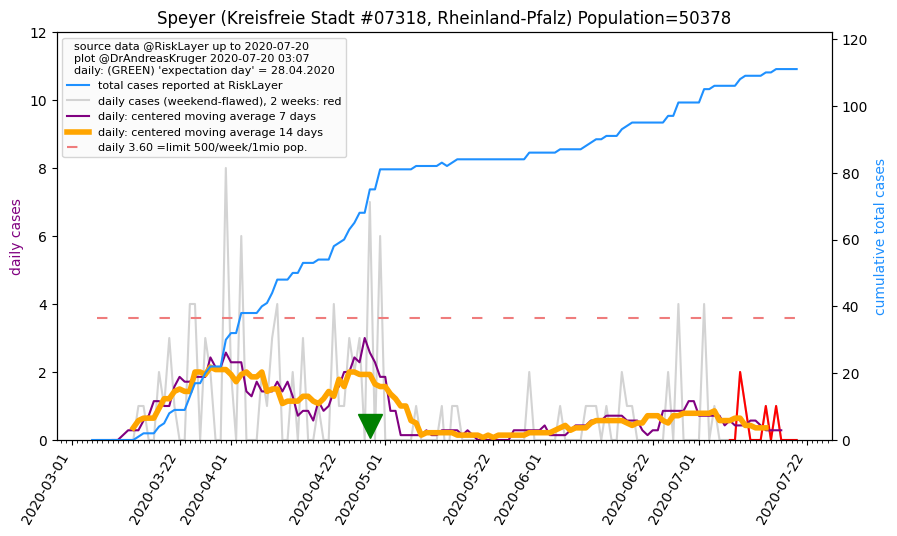 Speyer (Kreisfreie Stadt #07318, Rheinland-Pfalz) Population=50378
source data @RiskLayer up to 2020-07-20
plot @DrAndreasKruger 2020-07-20 03:07
daily: (GREEN) 'expectation day' = 28.04.2020
total cases reported at RiskLayer
daily cases (weekend-flawed), 2 weeks: red
daily: centered moving average 7 days
daily: centered moving average 14 days
daily 3.60 =limit 500/week/1mio pop.
daily cases
12
10
8
6
4
2
0
120
100
80
60
40
20
0
cumulative total cases
2020-03-01
2020-03-22
2020-04-01
2020-04-22
2020-05-01
2020-05-22
2020-06-01
2020-06-22
2020-07-01
2020-07-22